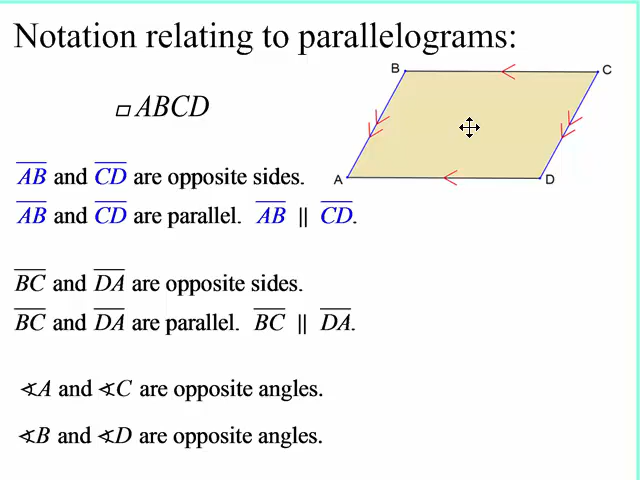 Notation relating to parallelograms:
▱ABCD
B
C
A
D
AB and CD are opposite sides.
AB and CD are parallel. AB || CD.
BC and DA are opposite sides.
BC and DA are parallel. BC || DA.
∢A and ∢C are opposite angles.
∢B and ∢D are opposite angles.